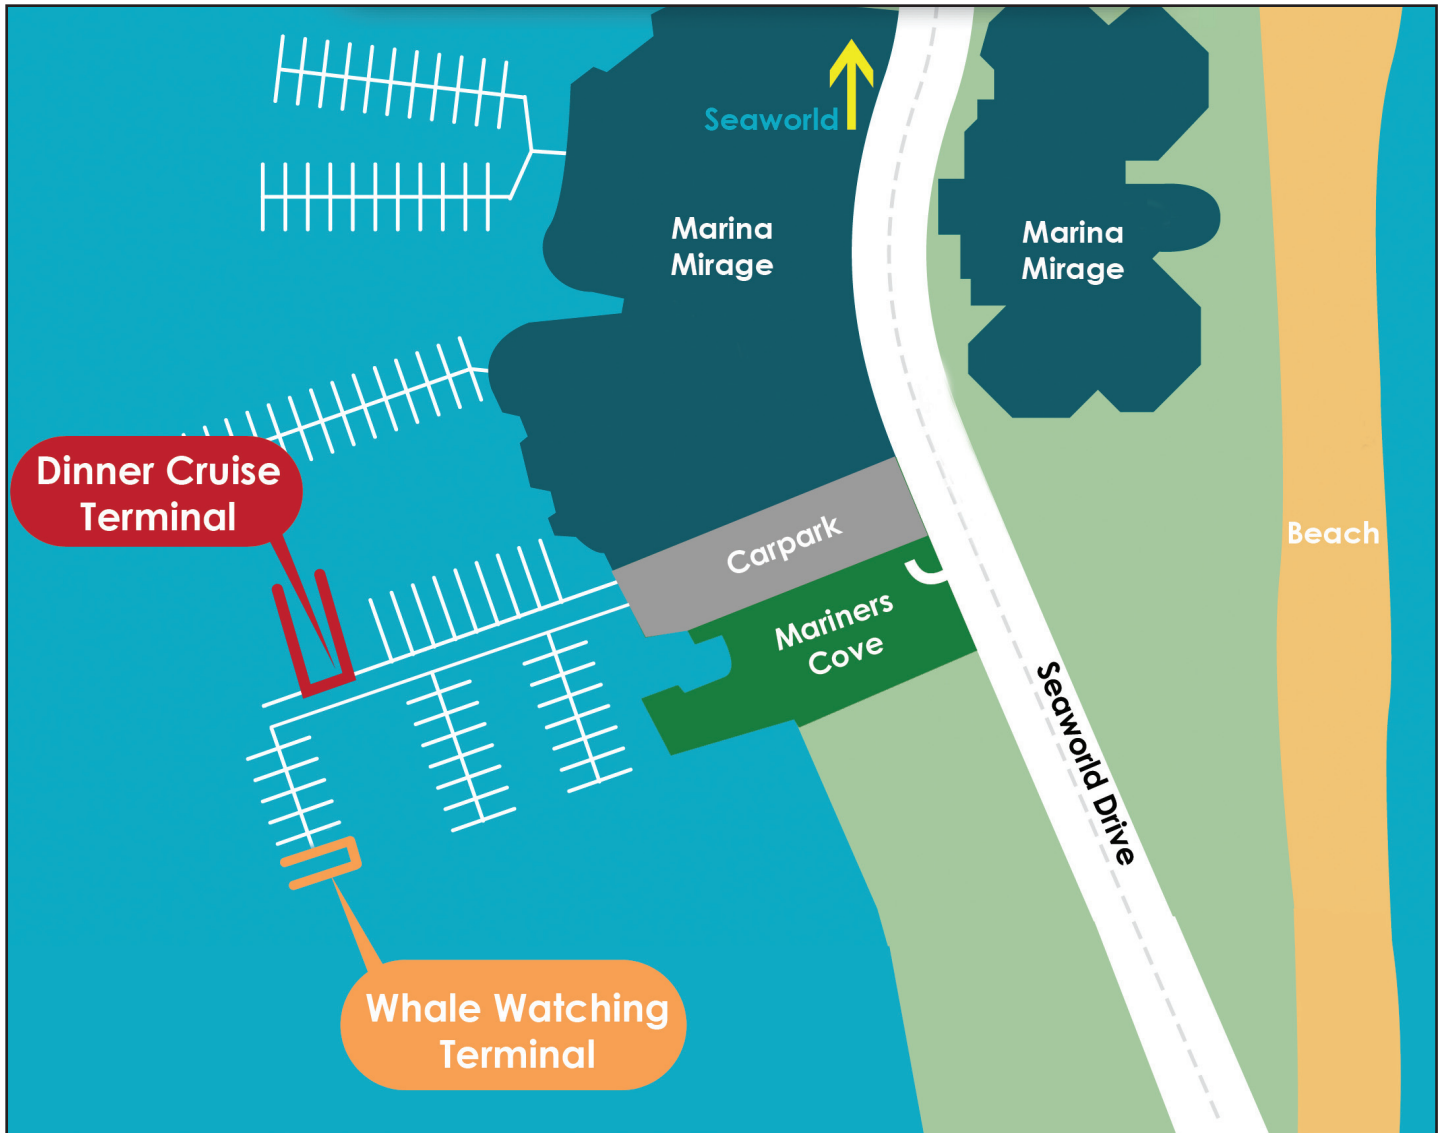 Seaworld
Marina
Mirage
Marina
Mirage
Dinner Cruise
Terminal
Carpark
Beach
Mariners
Cove
Seaworld Drive
Whale Watching
Terminal